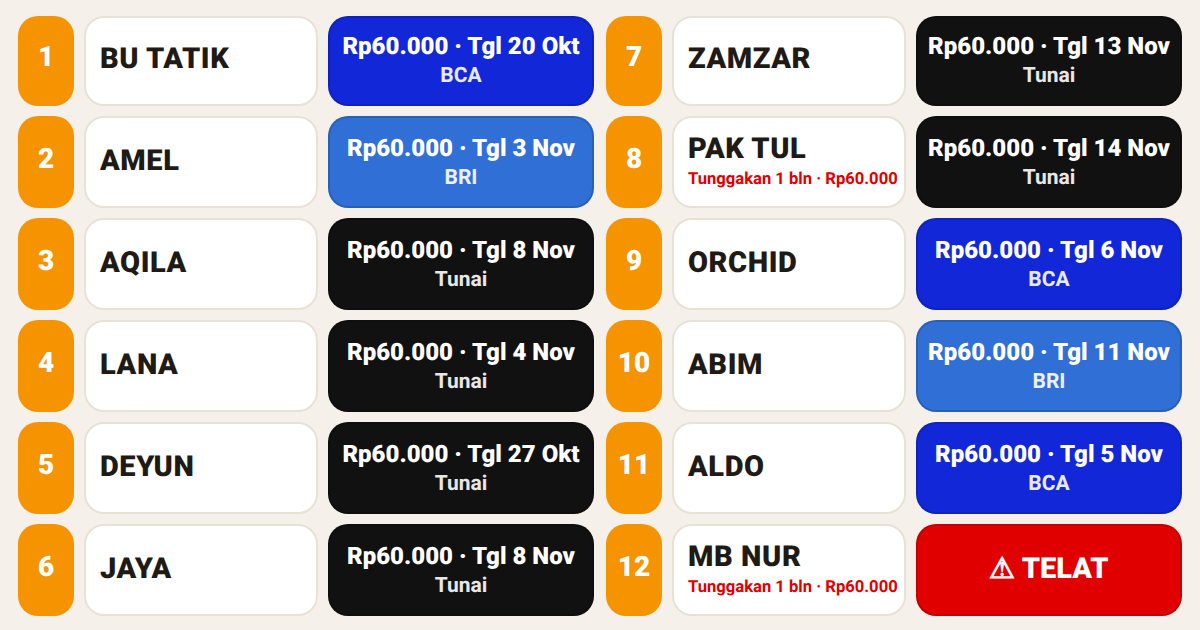 1
BU TATIK
Rp60.000 · Tgl 20 Okt
BCA
2
AMEL
Rp60.000 · Tgl 3 Nov
BRI
3
AQILA
Rp60.000 · Tgl 8 Nov
Tunai
4
LANA
Rp60.000 · Tgl 4 Nov
Tunai
5
DEYUN
Rp60.000 · Tgl 27 Okt
Tunai
6
JAYA
Rp60.000 · Tgl 8 Nov
Tunai
7
ZAMZAR
Rp60.000 · Tgl 13 Nov
Tunai
8
PAK TUL
Tunggakan 1 bln · Rp60.000
Rp60.000 · Tgl 14 Nov
Tunai
9
ORCHID
Rp60.000 · Tgl 6 Nov
BCA
10
ABIM
Rp60.000 · Tgl 11 Nov
BRI
11
ALDO
Rp60.000 · Tgl 5 Nov
BCA
12
MB NUR
Tunggakan 1 bln · Rp60.000
⚠ TELAT